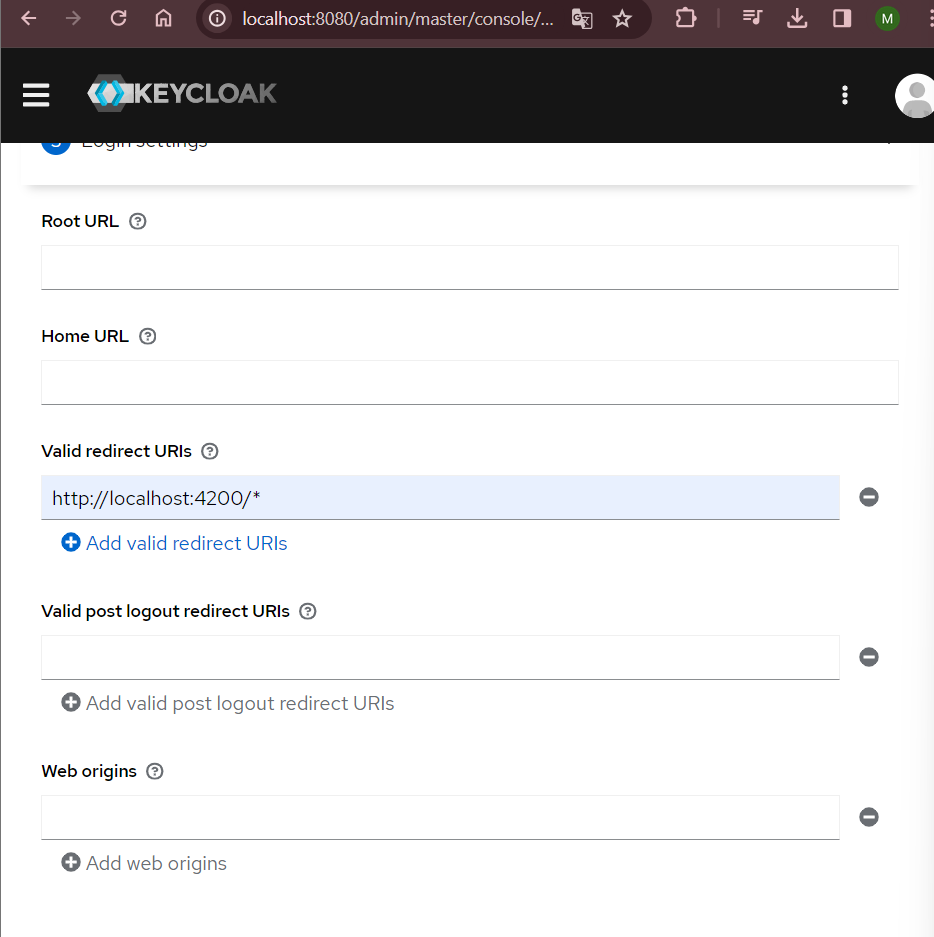 localhost:8080/admin/master/console/...
M
KEYCLOAK
3 Login settings
Root URL
Home URL
Valid redirect URIs
http://localhost:4200/*
Add valid redirect URIs
Valid post logout redirect URIs
Add valid post logout redirect URIs
Web origins
Add web origins